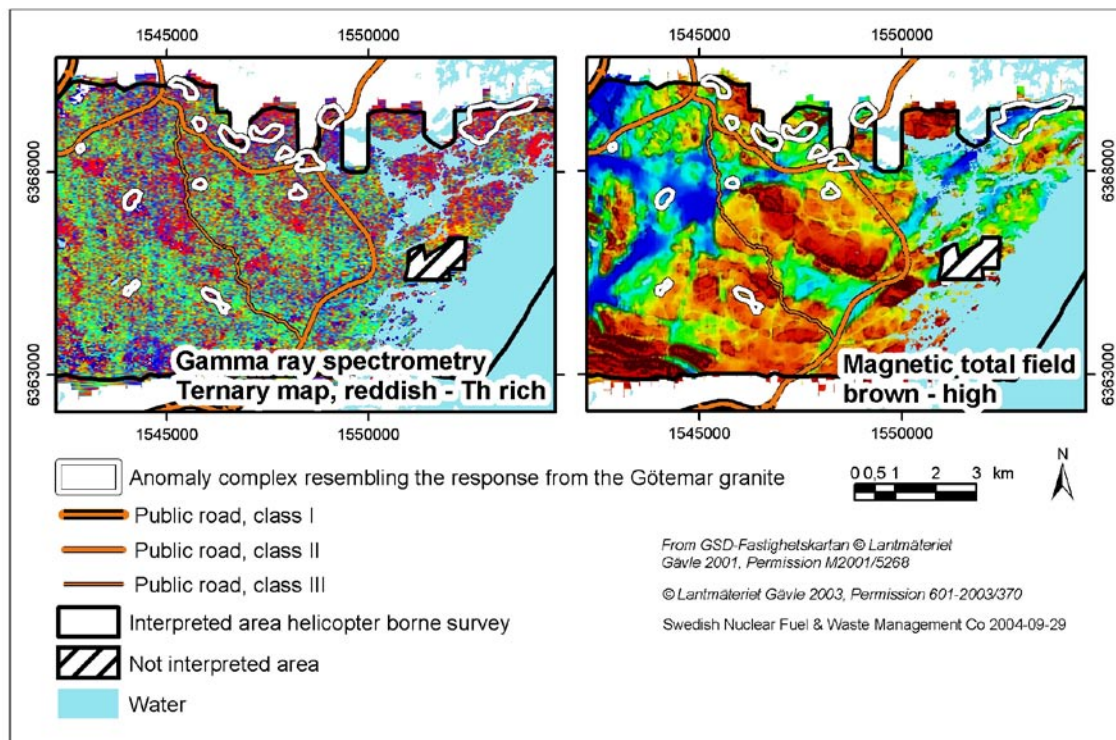 1545000 1550000 1545000 1550000
6368000 6368000
6363000 6363000
Gamma ray spectrometry
Ternary map, reddish - Th rich
Magnetic total field
brown - high
1545000 1550000 1545000 1550000
Anomaly complex resembling the response from the Götemar granite
Public road, class I
Public road, class II
Public road, class III
Interpreted area helicopter borne survey
Not interpreted area
Water
0 0,5 1 2 3 km
N
From GSD-Fastighetskartan © Lantmäteriet
Gävle 2001, Permission M2001/5268
© Lantmäteriet Gävle 2003, Permission 601-2003/370
Swedish Nuclear Fuel & Waste Management Co 2004-09-29